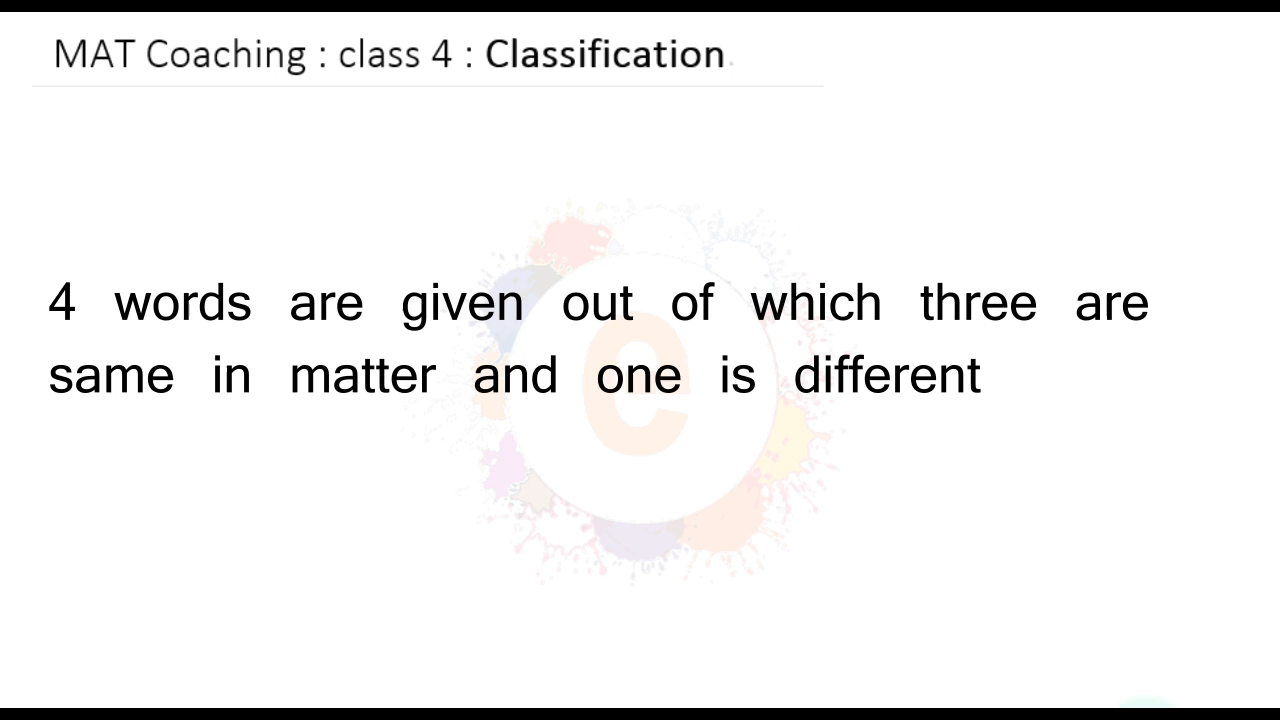 MAT Coaching : class 4 : Classification.
4 words are given out of which three are
same in matter and one is different
e